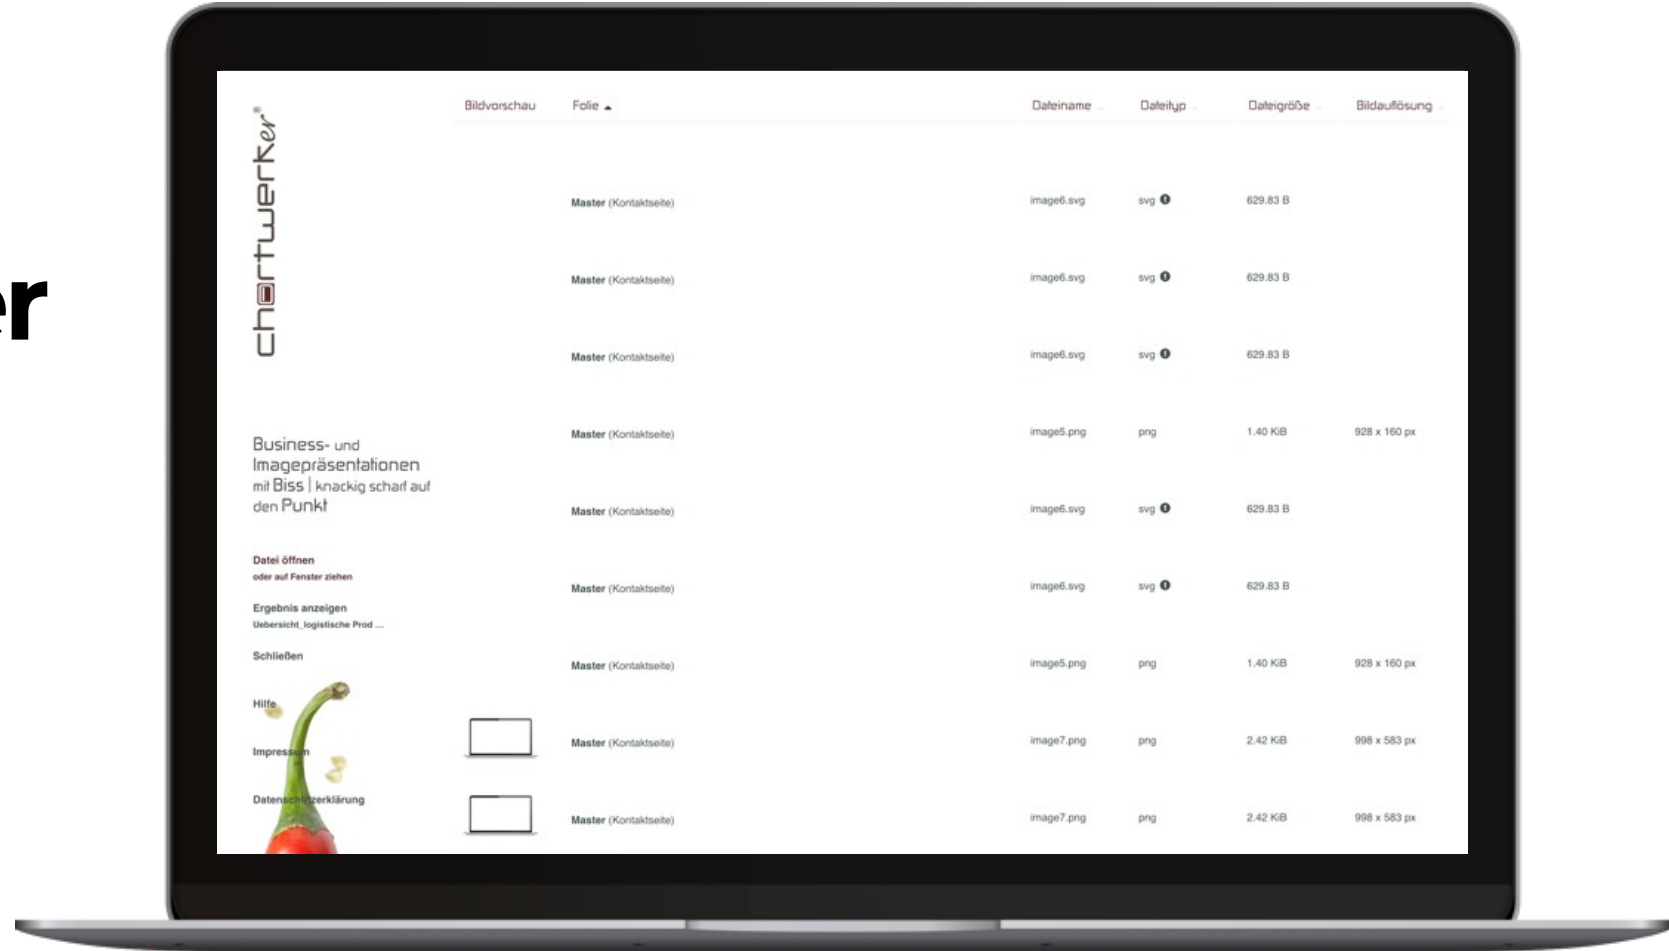 er
chartwerker®
Business- und
Imagepräsentationen
mit Biss | knackig scharf auf
den Punkt
Datei öffnen
oder auf Fenster ziehen
Ergebnis anzeigen
Uebersicht_logistische Prod ....
Schließen
Hilfe
Impressum
Datenschutzerklärung
Bildvorschau Folie Dateiname Dateityp Dateigröße Bildauflösung
Master (Kontaktseite) image6.svg svg 629.83 B
Master (Kontaktseite) image6.svg svg 629.83 B
Master (Kontaktseite) image6.svg svg 629.83 B
Master (Kontaktseite) image5.png png 1.40 KiB 928 x 160 px
Master (Kontaktseite) image6.svg svg 629.83 B
Master (Kontaktseite) image6.svg svg 629.83 B
Master (Kontaktseite) image5.png png 1.40 KiB 928 x 160 px
Master (Kontaktseite) image7.png png 2.42 KiB 998 x 583 px
Master (Kontaktseite) image7.png png 2.42 KiB 998 x 583 px